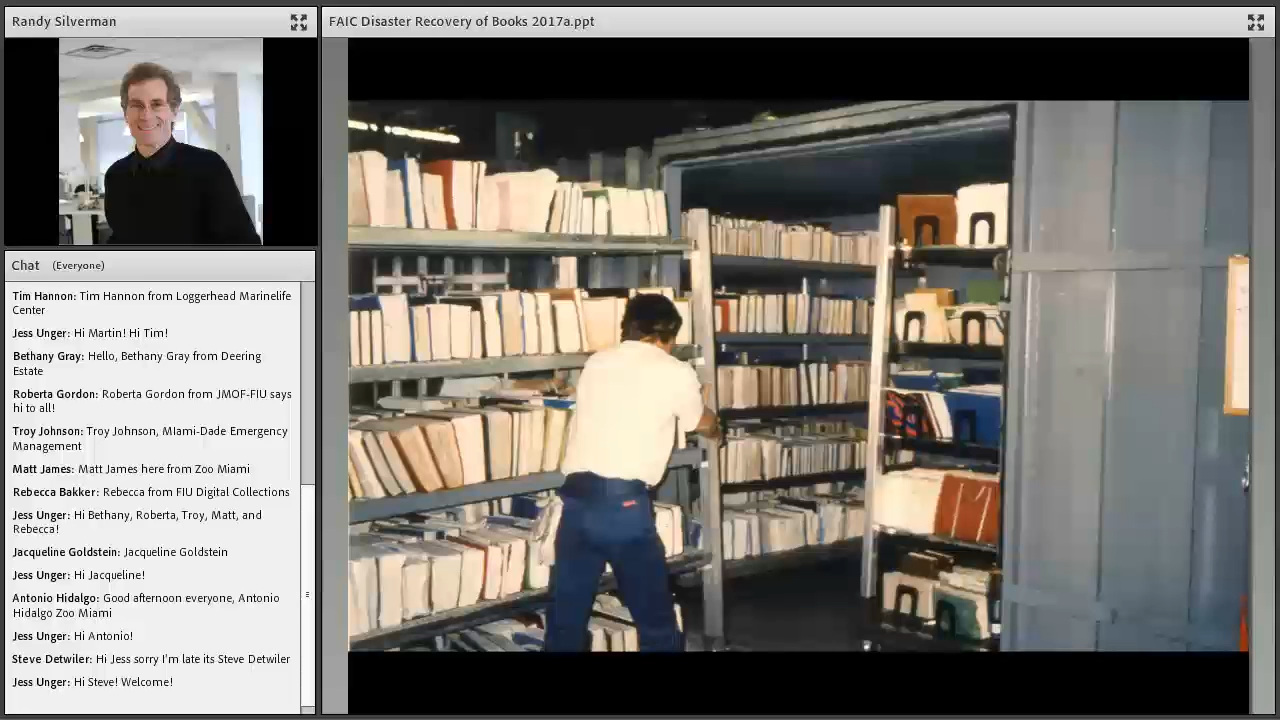 Randy Silverman
FAIC Disaster Recovery of Books 2017a.ppt
Chat (Everyone)
Tim Hannon: Tim Hannon from Loggerhead Marinelife
Center
Jess Unger: Hi Martin! Hi Tim!
Bethany Gray: Hello, Bethany Gray from Deering
Estate
Roberta Gordon: Roberta Gordon from JMOF-FIU says
hi to all!
Troy Johnson: Troy Johnson, MIami-Dade Emergency
Management
Matt James: Matt James here from Zoo Miami
Rebecca Bakker: Rebecca from FIU Digital Collections
Jess Unger: Hi Bethany, Roberta, Troy, Matt, and
Rebecca!
Jacqueline Goldstein: Jacqueline Goldstein
Jess Unger: Hi Jacqueline!
Antonio Hidalgo: Good afternoon everyone, Antonio
Hidalgo Zoo Miami
Jess Unger: Hi Antonio!
Steve Detwiler: Hi Jess sorry I'm late its Steve Detwiler
Jess Unger: Hi Steve! Welcome!